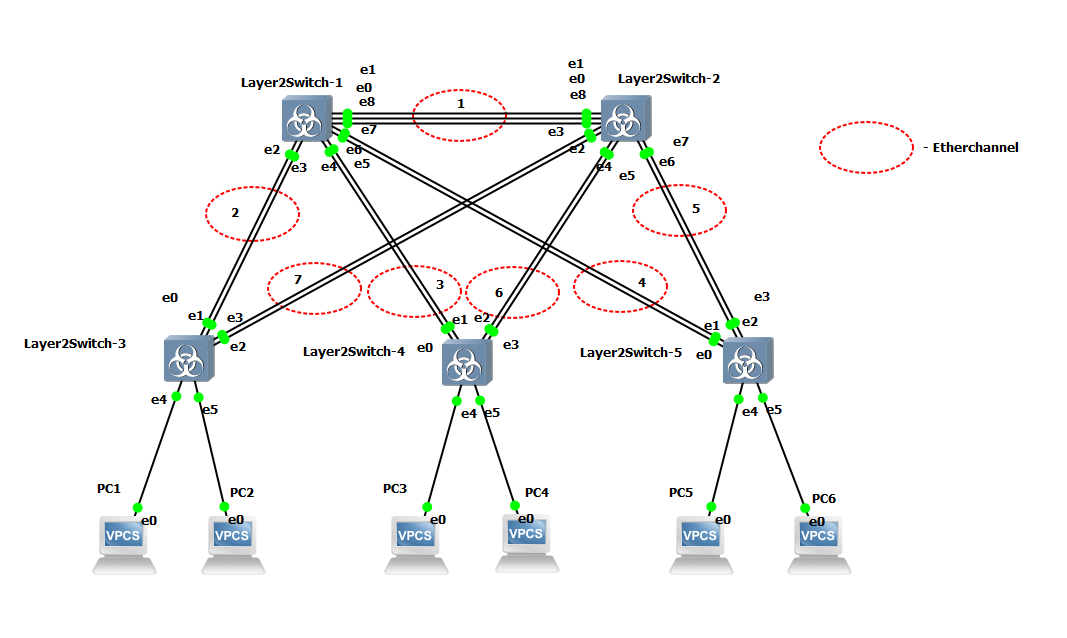 e1
e1
e0
e0
Layer2Switch-1
Layer2Switch-2
e8
1
e8
e7
e3
e2
e6
e2
e7
- Etherchannel
e3
e4
e5
e4
e5
e6
2
5
7
3
6
4
e0
e3
e1
e3
e1
e2
e1
e2
Layer2Switch-3
e2
Layer2Switch-4
e0
e3
Layer2Switch-5
e0
e4
e5
e4
e5
e4
e5
PC1
PC2
PC3
PC4
PC5
PC6
e0
e0
e0
e0
e0
e0
VPCS
VPCS
VPCS
VPCS
VPCS
VPCS